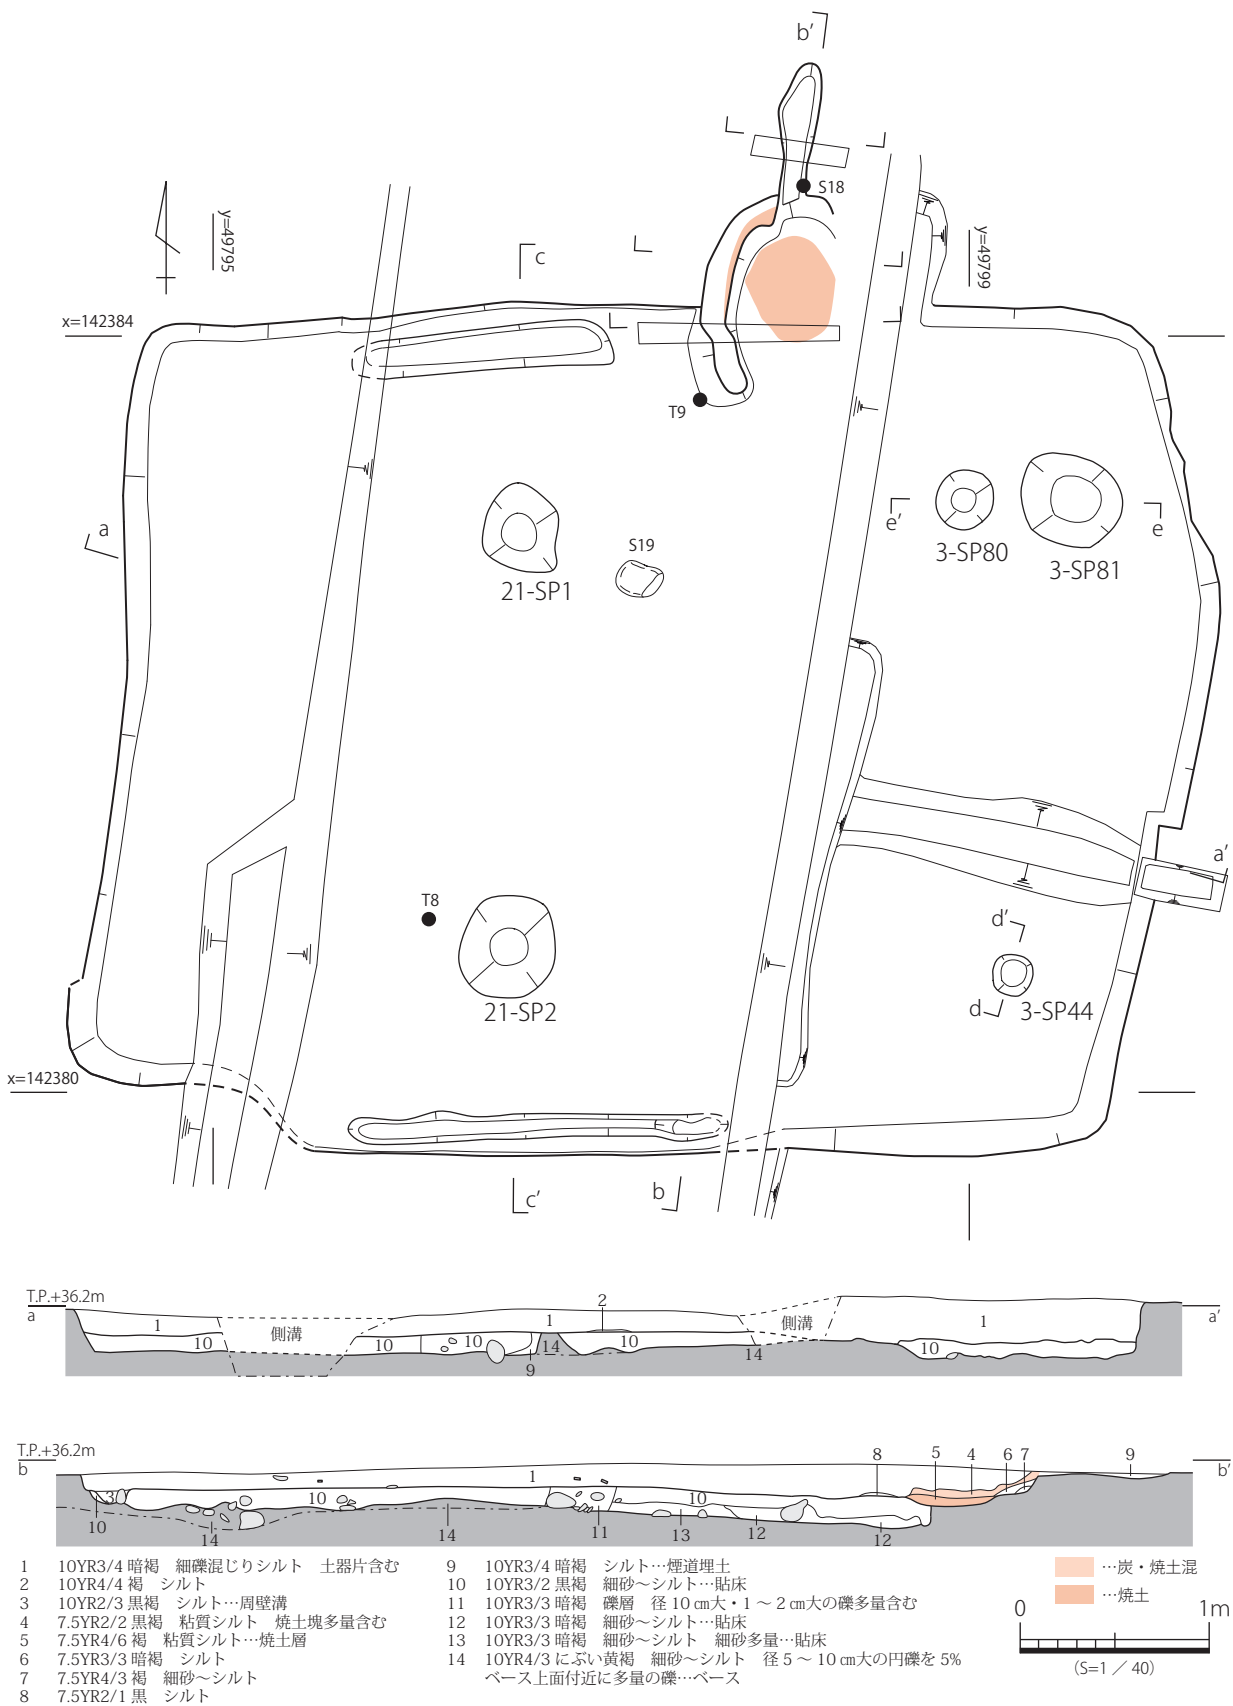 b'
S18
y=49795
y=49799
c
x=142384
T9
a
e'
e
3-SP80
3-SP81
S19
21-SP1
a'
T8
d'
21-SP2
d
3-SP44
x=142380
c'
b
T.P.+36.2m
a
a'
2
1
1
1
側溝
側溝
10
10
10
14
10
10
9
14
T.P.+36.2m
b
b'
8
5
4
6
7
9
1
3
10
10
10
14
14
11
13
12
12
1 10YR3/4 暗褐 細礫混じりシルト 土器片含む
2 10YR4/4 褐 シルト
3 10YR2/3 黒褐 シルト…周壁溝
4 7.5YR2/2 黒褐 粘質シルト 焼土塊多量含む
5 7.5YR4/6 褐 粘質シルト…焼土層
6 7.5YR3/3 暗褐 シルト
7 7.5YR4/3 褐 細砂～シルト
8 7.5YR2/1 黒 シルト
9 10YR3/4 暗褐 シルト…煙道埋土
10 10YR3/2 黒褐 細砂～シルト…貼床
11 10YR3/3 暗褐 礫層 径 10 ㎝大・1 ～ 2 ㎝大の礫多量含む
12 10YR3/3 暗褐 細砂～シルト…貼床
13 10YR3/3 暗褐 細砂～シルト 細砂多量…貼床
14 10YR4/3 にぶい黄褐 細砂～シルト 径 5 ～ 10 ㎝大の円礫を 5%
ベース上面付近に多量の礫…ベース
…炭・焼土混
…焼土
0 1m
(S=1 ／ 40)